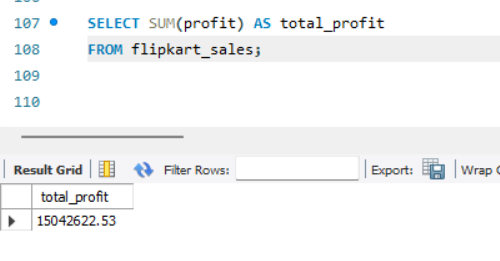 107 SELECT SUM(profit) AS total_profit
108 FROM flipkart_sales;
109
110
Result Grid Filter Rows: Export: Wrap
total_profit
15042622.53